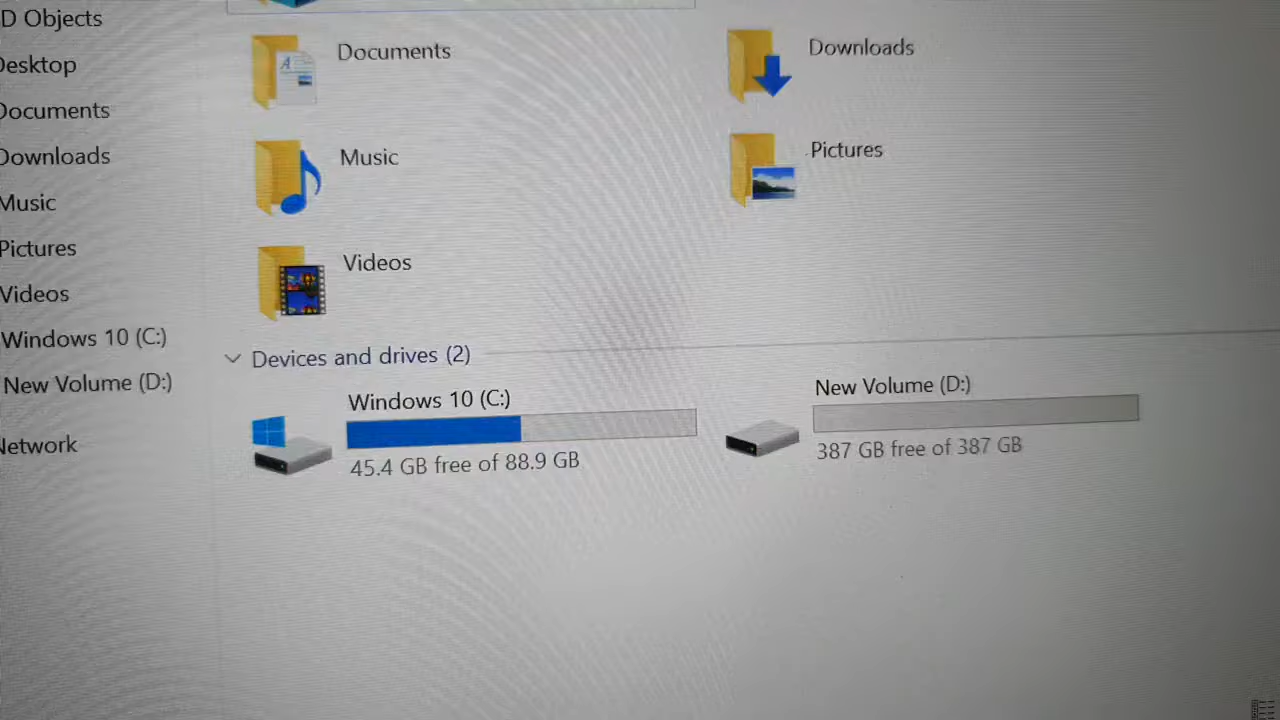 D Objects
Desktop
Documents
Downloads
Music
Pictures
Videos
Windows 10 (C:)
New Volume (D:)
Network
Documents
Downloads
Music
Pictures
Videos
Devices and drives (2)
Windows 10 (C:)
45.4 GB free of 88.9 GB
New Volume (D:)
387 GB free of 387 GB